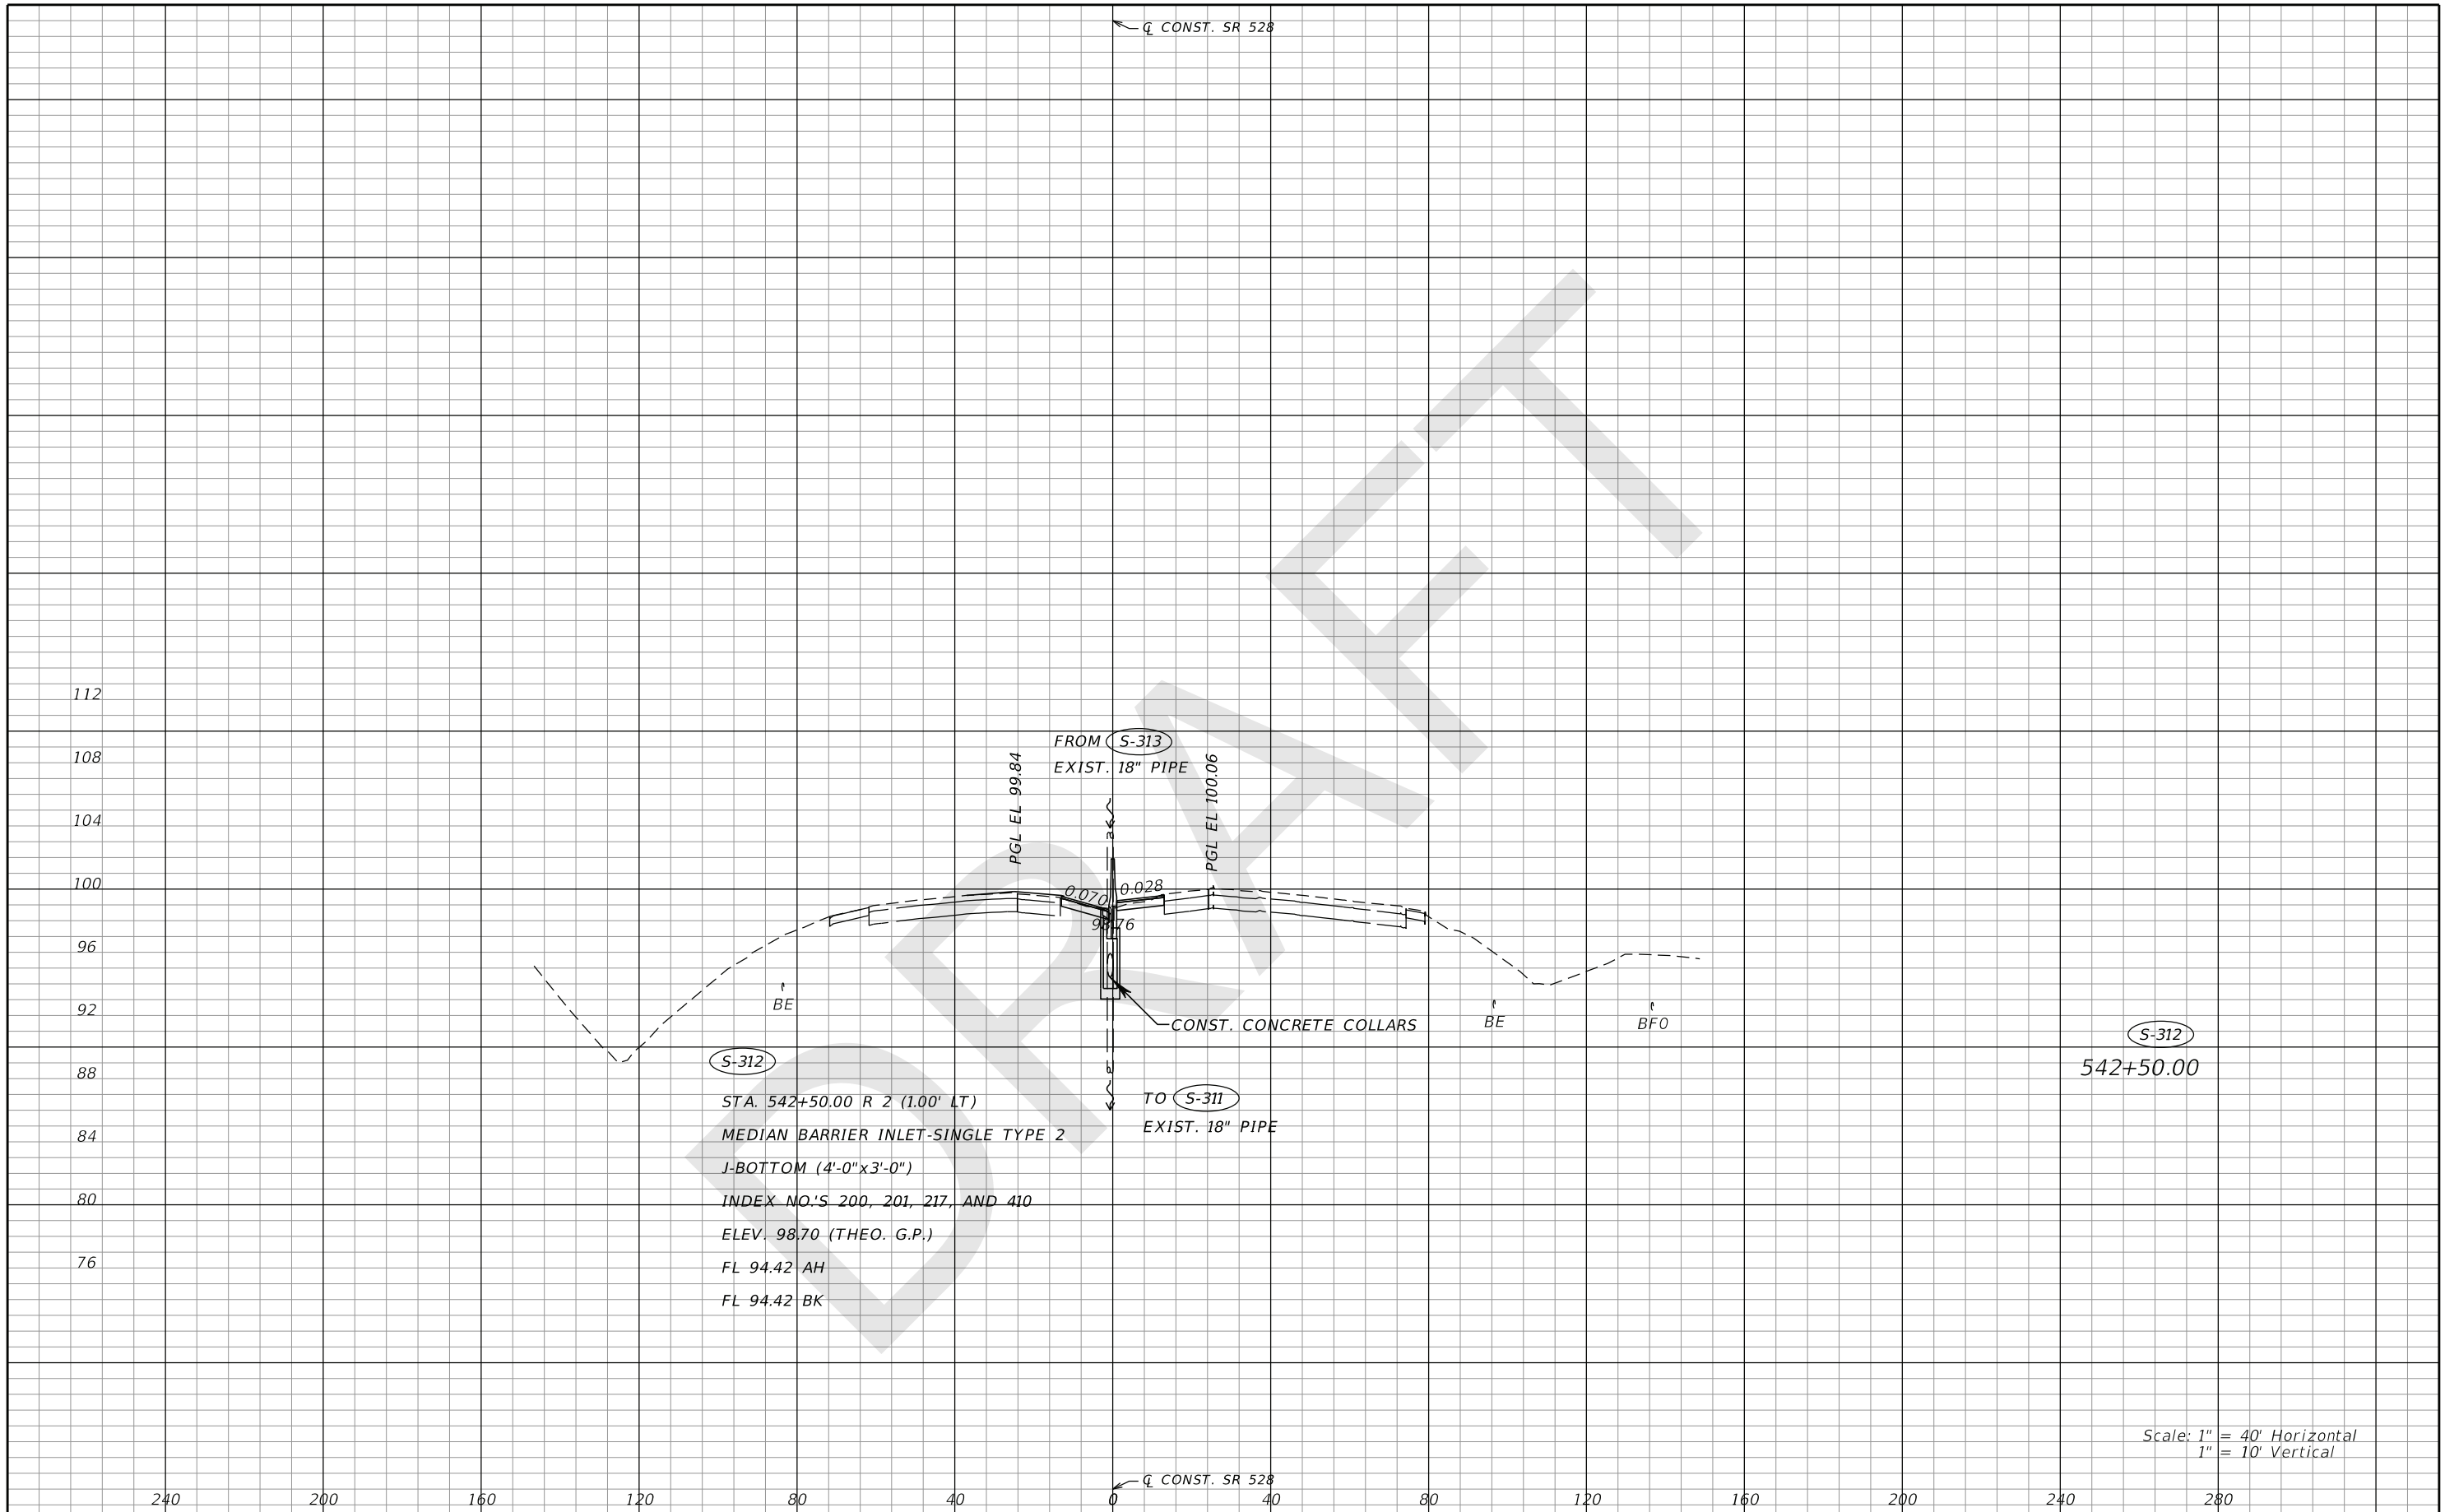 ℄ CONST. SR 528
112
108
104
100
96
92
88
84
80
76
FROM S-313
EXIST. 18" PIPE
PGL EL 99.84
PGL EL 100.06
0.070
0.028
98.76
BE
CONST. CONCRETE COLLARS
BE
BFO
S-312
STA. 542+50.00 R 2 (1.00' LT)
MEDIAN BARRIER INLET-SINGLE TYPE 2
J-BOTTOM (4'-0"x3'-0")
INDEX NO.'S 200, 201, 217, AND 410
ELEV. 98.70 (THEO. G.P.)
FL 94.42 AH
FL 94.42 BK
TO S-311
EXIST. 18" PIPE
S-312
542+50.00
DRAFT
Scale: 1" = 40' Horizontal
1" = 10' Vertical
℄ CONST. SR 528
240 200 160 120 80 40 0 40 80 120 160 200 240 280